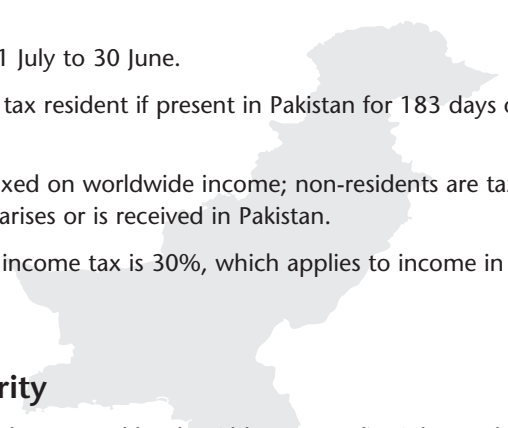 1 July to 30 June.
tax resident if present in Pakistan for 183 days
xed on worldwide income; non-residents are ta
arises or is received in Pakistan.
income tax is 30%, which applies to income in
rity